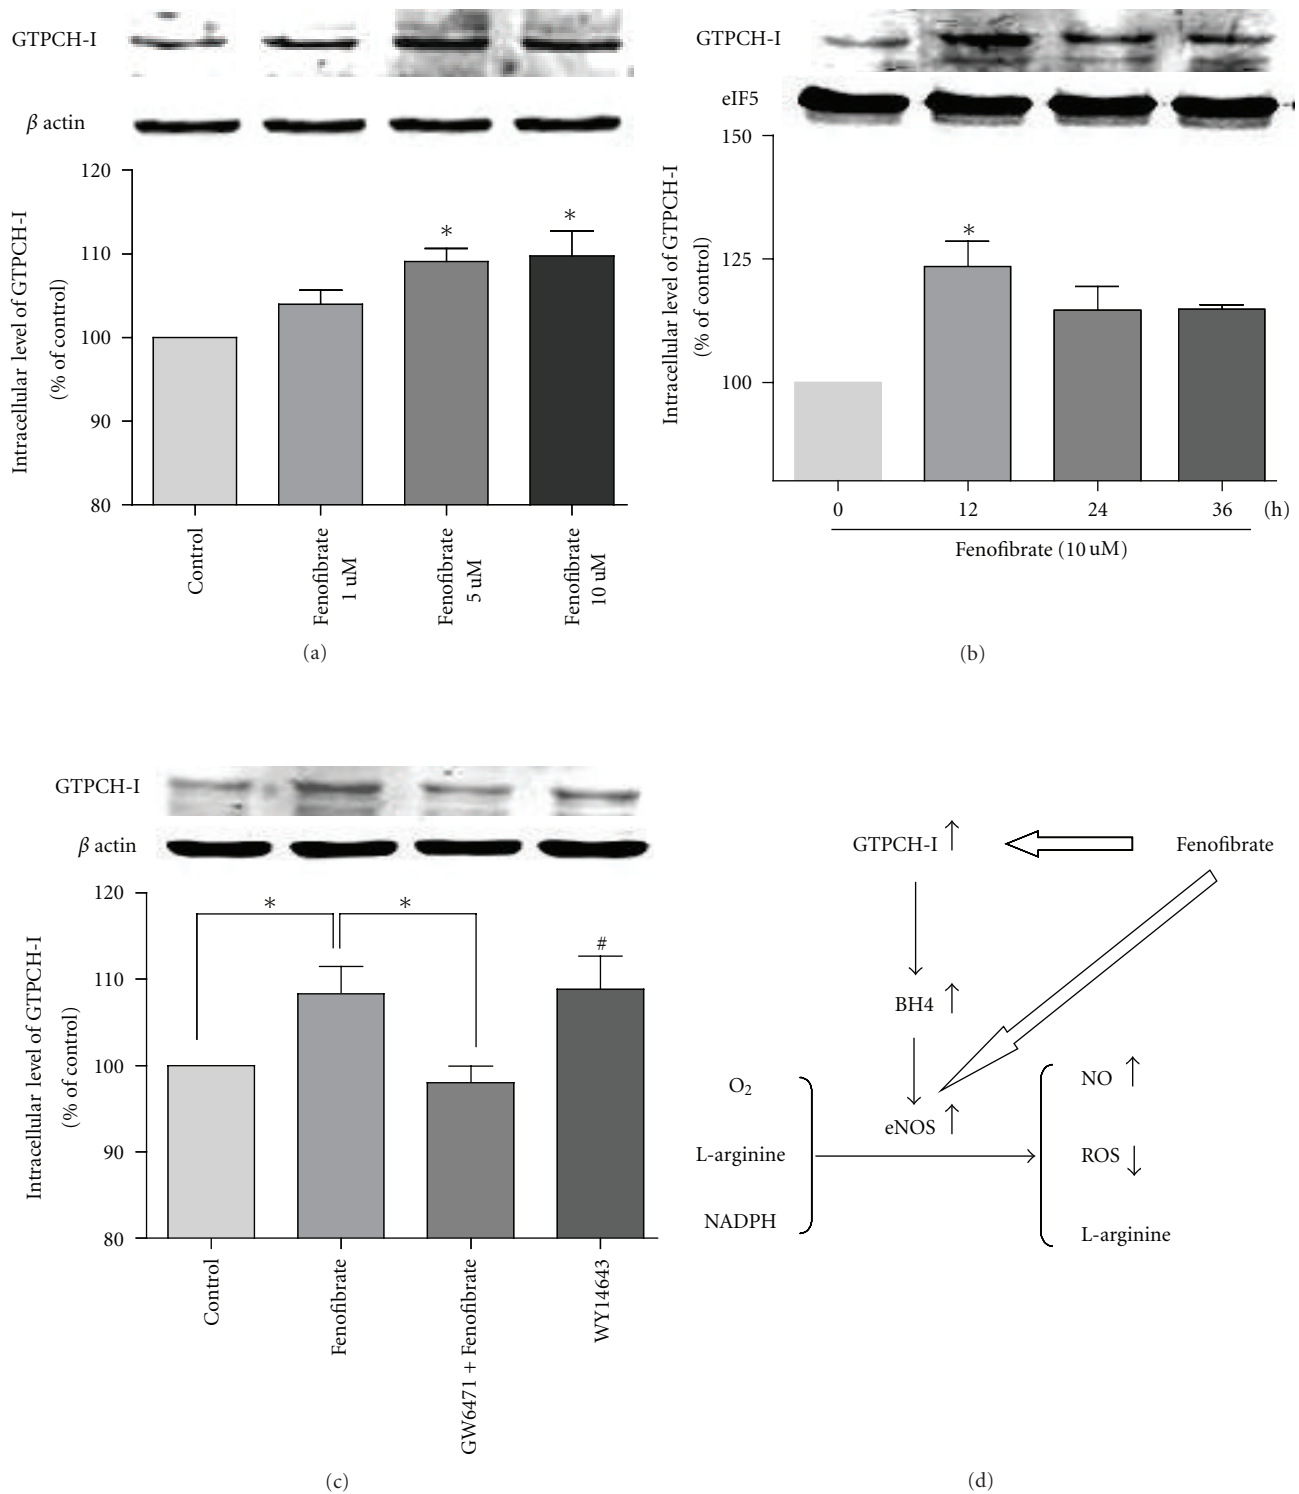 GTPCH-I
β actin
120
110
100
90
80
Intracellular level of GTPCH-I
(% of control)
*
*
Control
Fenofibrate
1 uM
Fenofibrate
5 uM
Fenofibrate
10 uM
(a)
GTPCH-I
eIF5
150
125
100
Intracellular level of GTPCH-I
(% of control)
*
0 12 24 36 (h)
Fenofibrate (10 uM)
(b)
GTPCH-I
β actin
120
110
100
90
80
Intracellular level of GTPCH-I
(% of control)
* *
#
Control
Fenofibrate
GW6471 + Fenofibrate
WY14643
(c)
GTPCH-I ↑ Fenofibrate
BH4 ↑
O₂
L-arginine
NADPH
eNOS ↑
NO ↑
ROS ↓
L-arginine
(d)